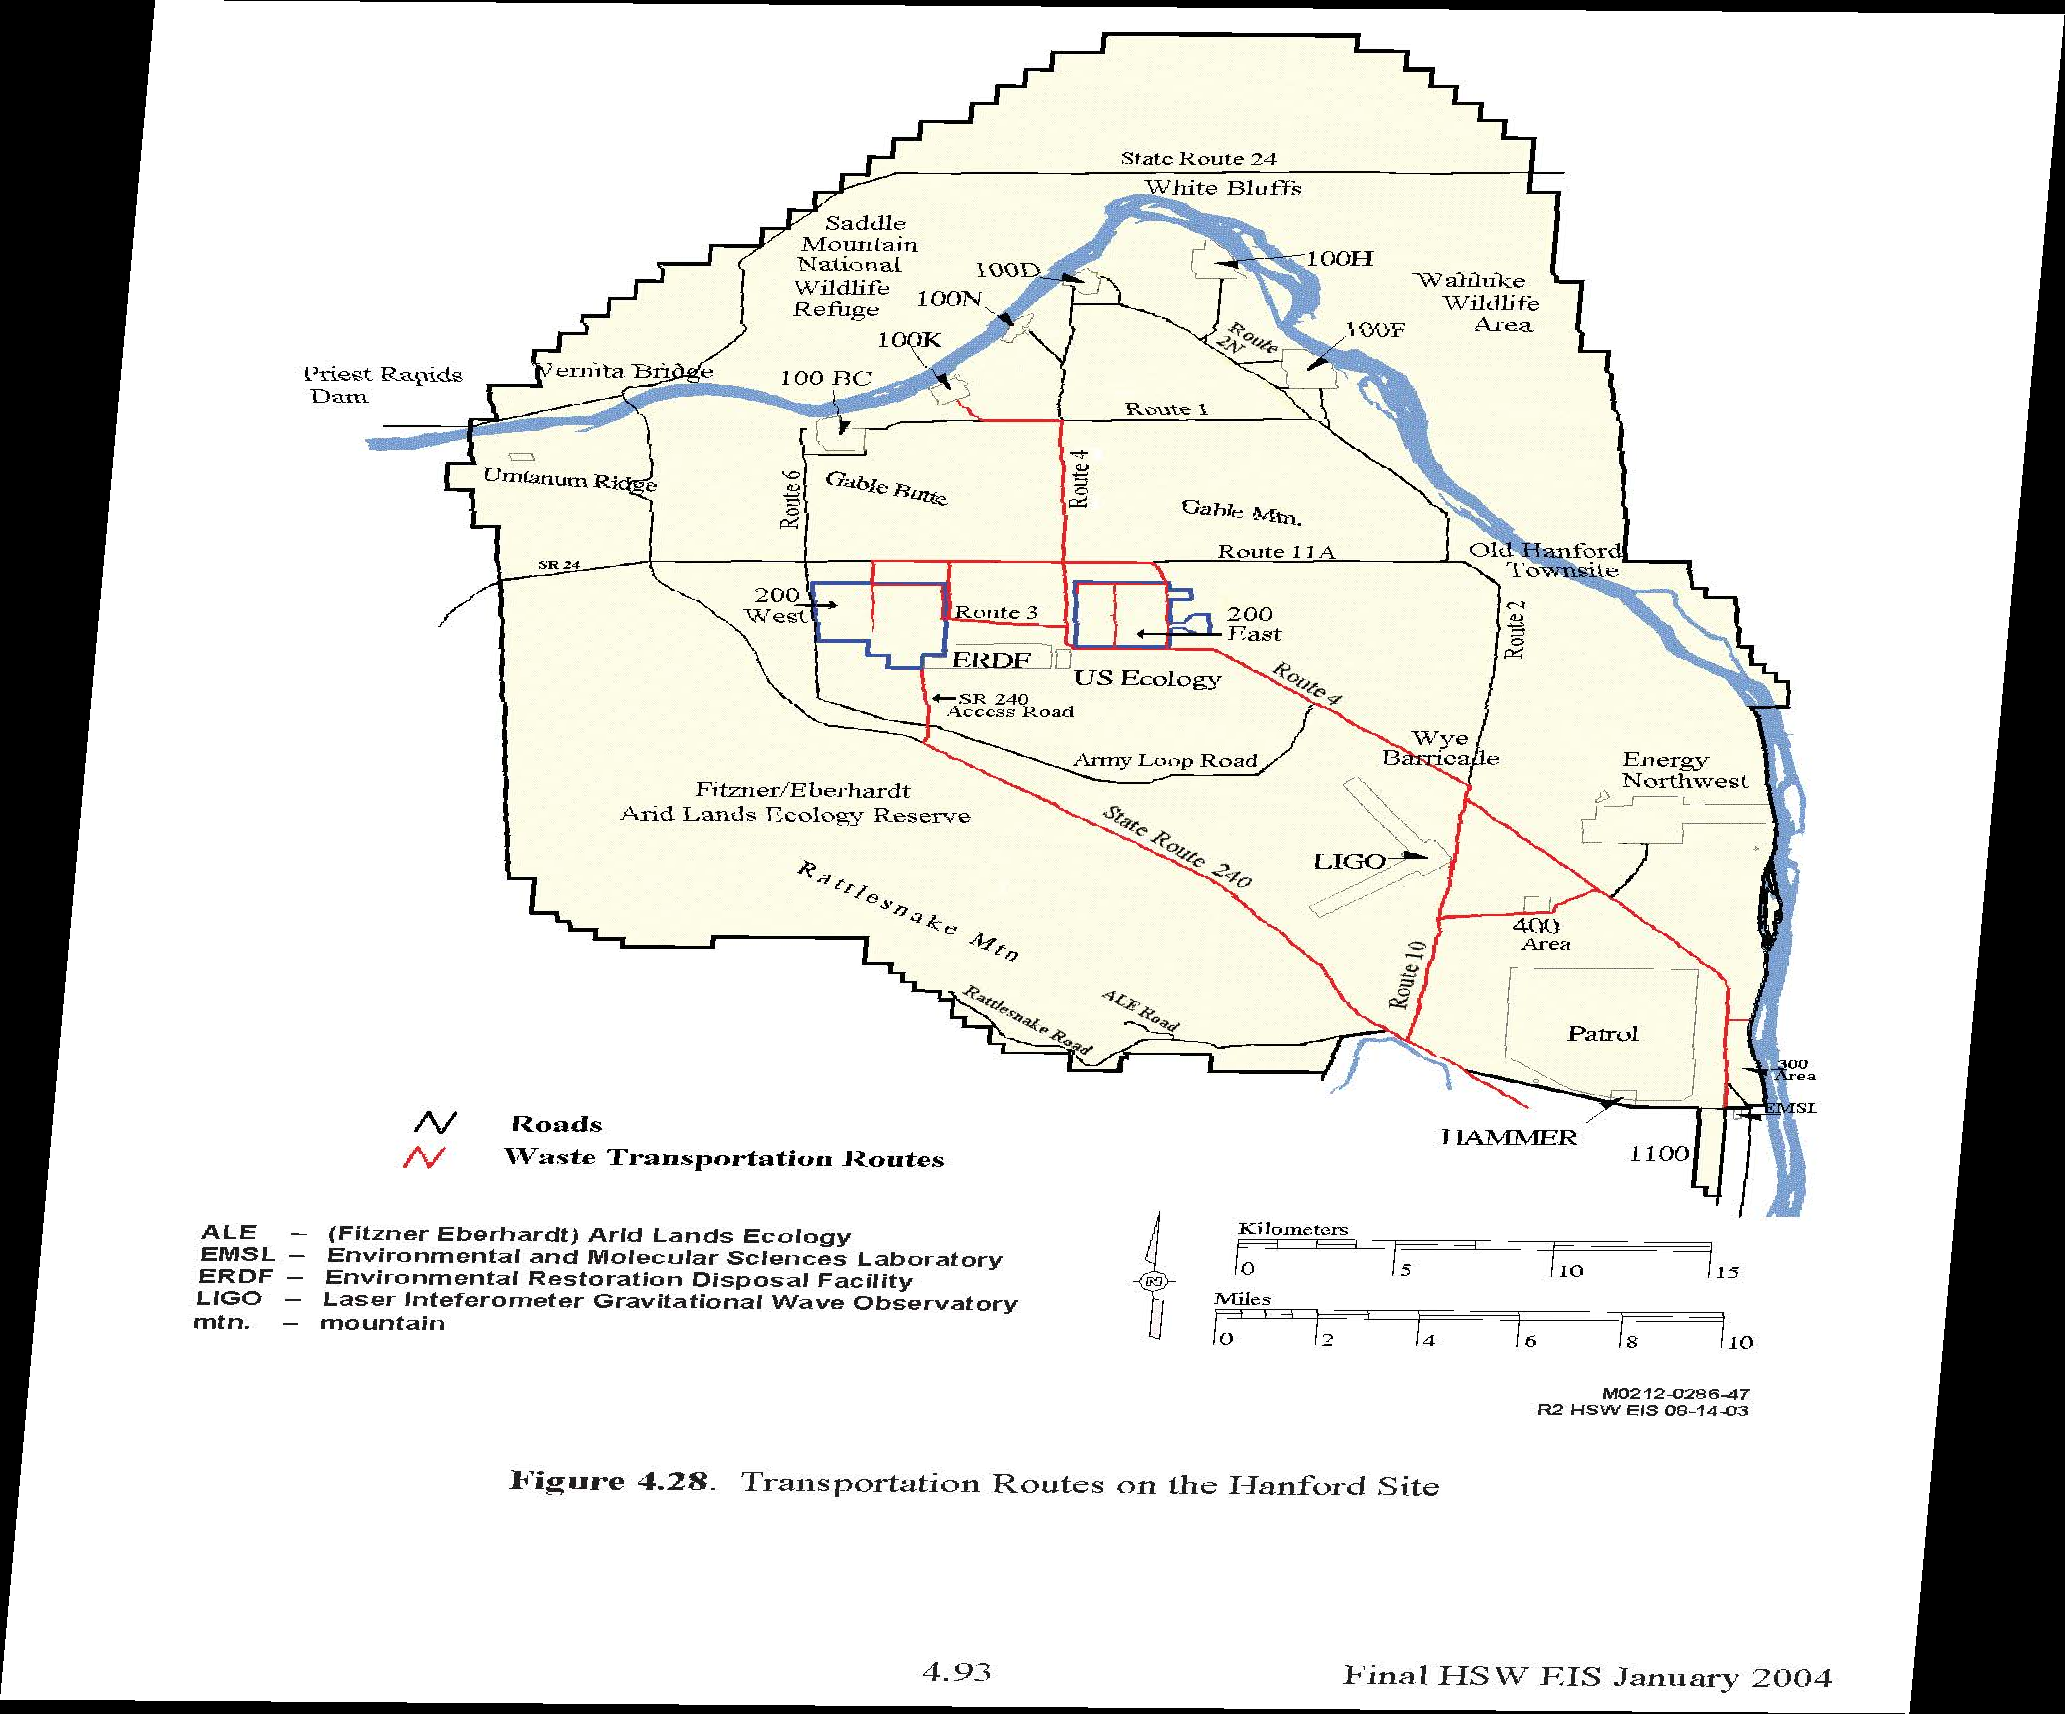 State Route 24
White Bluffs
Saddle
Mountain
National
Wildlife
Refuge
100D
100H
Wahluke
Wildlife
Area
100N
100K
Route
2N
100F
Priest Rapids
Dam
Vernita Bridge
100 BC
Route 1
Umtanum Ridge
Route 6
Gable Butte
Route 4
Gable Mtn.
Route 11A
Old Hanford
Townsite
SR 24
200
West
Route 3
200
East
Route 2
ERDF
US Ecology
Route 4
SR 240
Access Road
Wye
Barricade
Army Loop Road
Energy
Northwest
Fitzner/Eberhardt
Arid Lands Ecology Reserve
State Route 240
LIGO
Rattlesnake Mtn
400
Area
Route 10
Rattlesnake Road
ALE Road
Patrol
300
Area
EMSL
HAMMER
1100
Roads
Waste Transportation Routes
ALE – (Fitzner Eberhardt) Arid Lands Ecology
EMSL – Environmental and Molecular Sciences Laboratory
ERDF – Environmental Restoration Disposal Facility
LIGO – Laser Inteferometer Gravitational Wave Observatory
mtn. – mountain
N
Kilometers
0 5 10 15
Miles
0 2 4 6 8 10
M0212-0286-47
R2 HSW EIS 08-14-03
Figure 4.28. Transportation Routes on the Hanford Site
4.93
Final HSW EIS January 2004